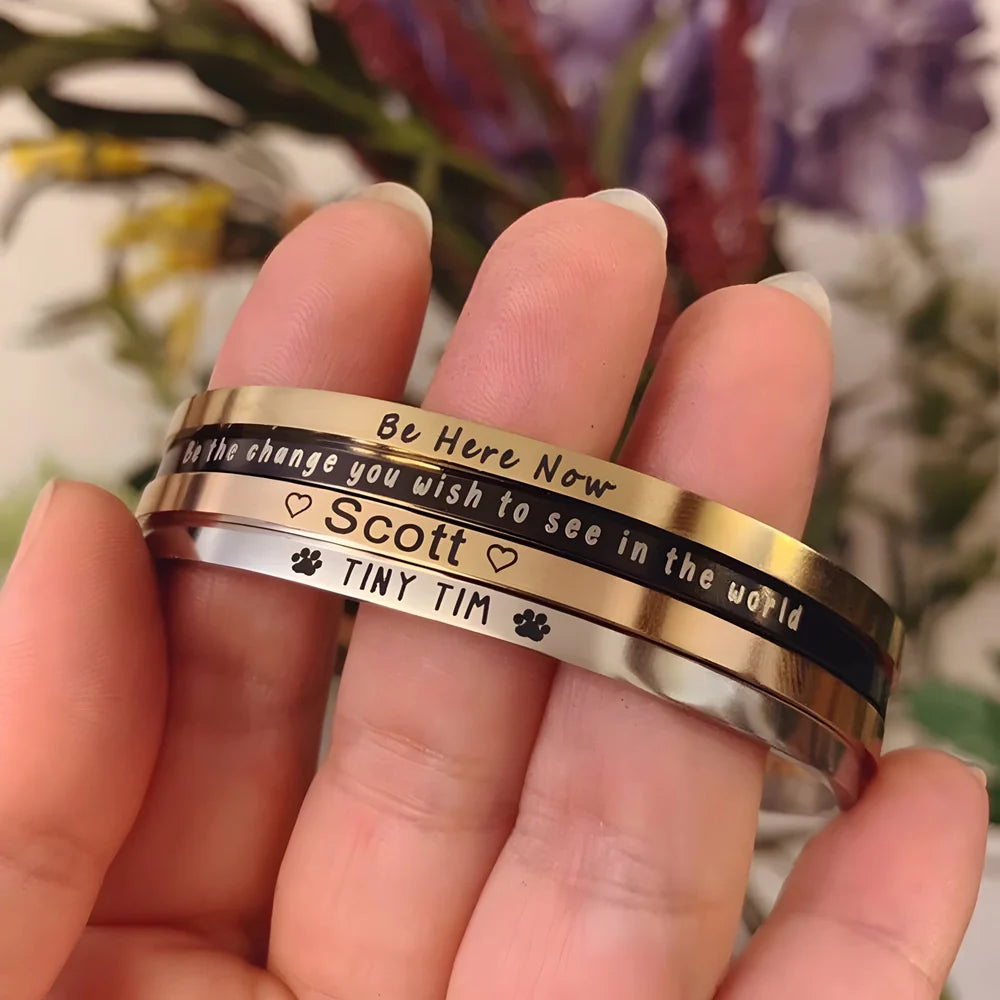 Be Here Now
Be the change you wish to see in the world
Scott
TINY TIM